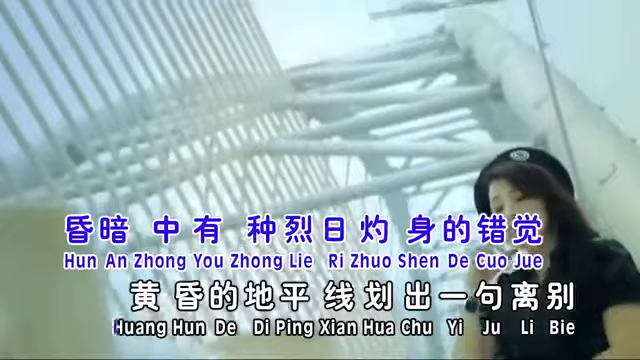 昏暗 中有 种烈日灼 身的错觉
Hun An Zhong You Zhong Lie Ri Zhuo Shen De Cuo Jue
黄 昏的地平 线划出一句离别
Huang Hun De Di Ping Xian Hua Chu Yi Ju Li Bie